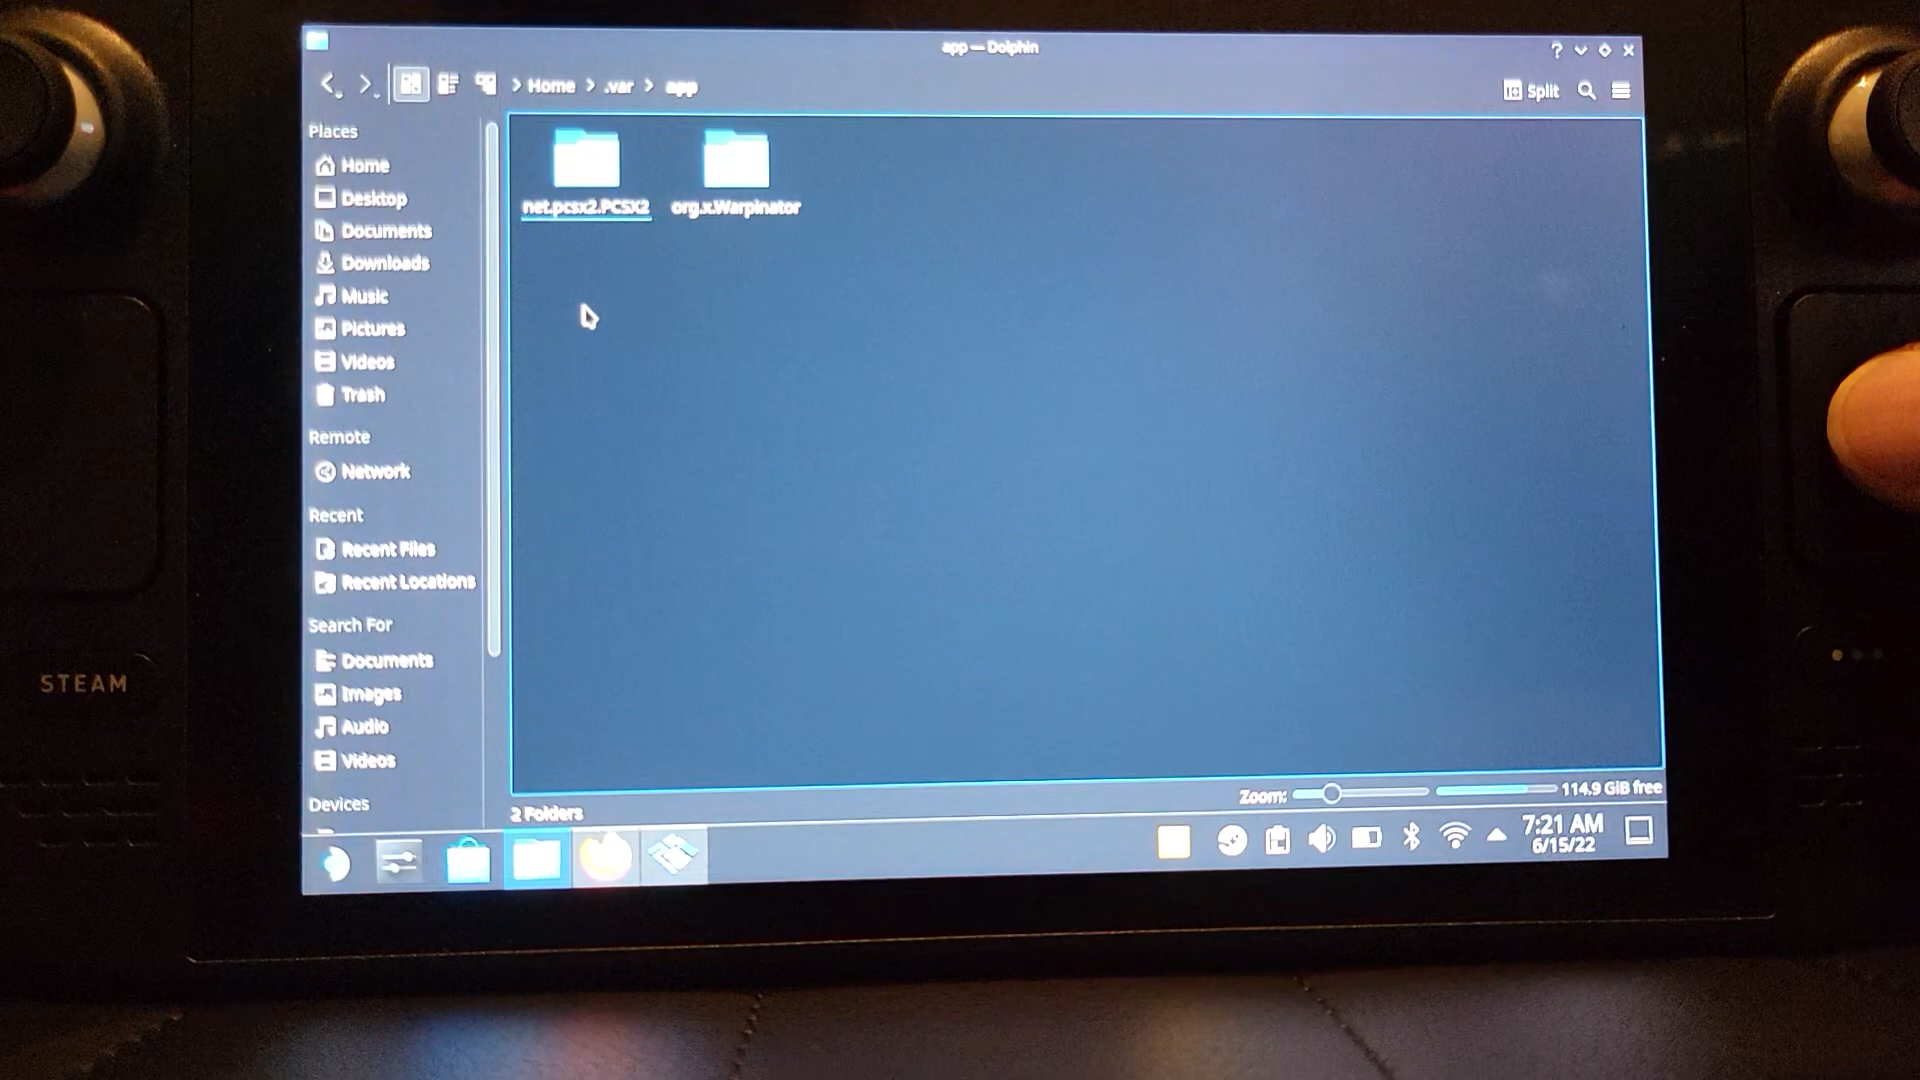 app — Dolphin
Home > .var > app
Split
Places
Home
Desktop
Documents
Downloads
Music
Pictures
Videos
Trash
Remote
Network
Recent
Recent Files
Recent Locations
Search For
Documents
Images
Audio
Videos
Devices
net.pcsx2.PCSX2
org.x.Warpinator
2 Folders
Zoom:
114.9 GiB free
7:21 AM
6/15/22
STEAM